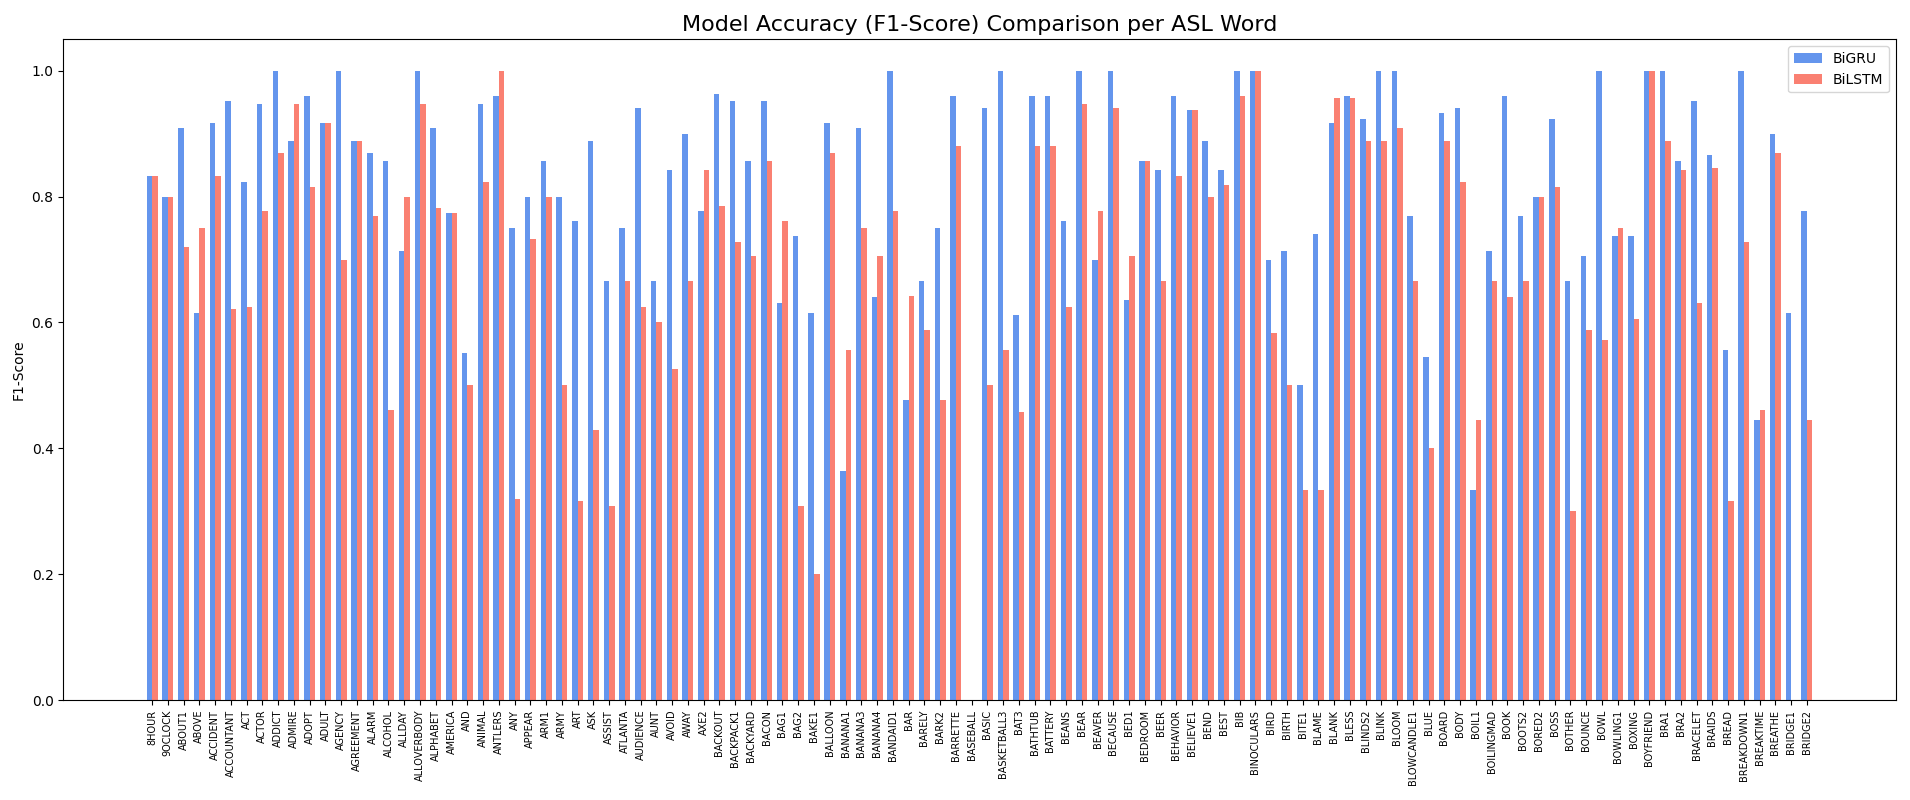 Model Accuracy (F1-Score) Comparison per ASL Word
BiGRU
BiLSTM
F1-Score
1.0
0.8
0.6
0.4
0.2
0.0
8HOUR
9OCLOCK
ABOUT1
ABOVE
ACCIDENT
ACCOUNTANT
ACT
ACTOR
ADDICT
ADMIRE
ADOPT
ADULT
AGENCY
AGREEMENT
ALARM
ALCOHOL
ALLDAY
ALLOVERBODY
ALPHABET
AMERICA
AND
ANIMAL
ANTLERS
ANY
APPEAR
ARM1
ARMY
ART
ASK
ASSIST
ATLANTA
AUDIENCE
AUNT
AVOID
AWAY
AXE2
BACKOUT
BACKPACK1
BACKYARD
BACON
BAG1
BAG2
BAKE1
BALLOON
BANANA1
BANANA3
BANANA4
BANDAID1
BAR
BARELY
BARK2
BARRETTE
BASEBALL
BASIC
BASKETBALL3
BAT3
BATHTUB
BATTERY
BEANS
BEAR
BEAVER
BECAUSE
BED1
BEDROOM
BEER
BEHAVIOR
BELIEVE1
BEND
BEST
BIB
BINOCULARS
BIRD
BIRTH
BITE1
BLAME
BLANK
BLESS
BLINDS2
BLINK
BLOOM
BLOWCANDLE1
BLUE
BOARD
BODY
BOIL1
BOILINGMAD
BOOK
BOOTS2
BORED2
BOSS
BOTHER
BOUNCE
BOWL
BOWLING1
BOXING
BOYFRIEND
BRA1
BRA2
BRACELET
BRAIDS
BREAD
BREAKDOWN1
BREAKTIME
BREATHE
BRIDGE1
BRIDGE2